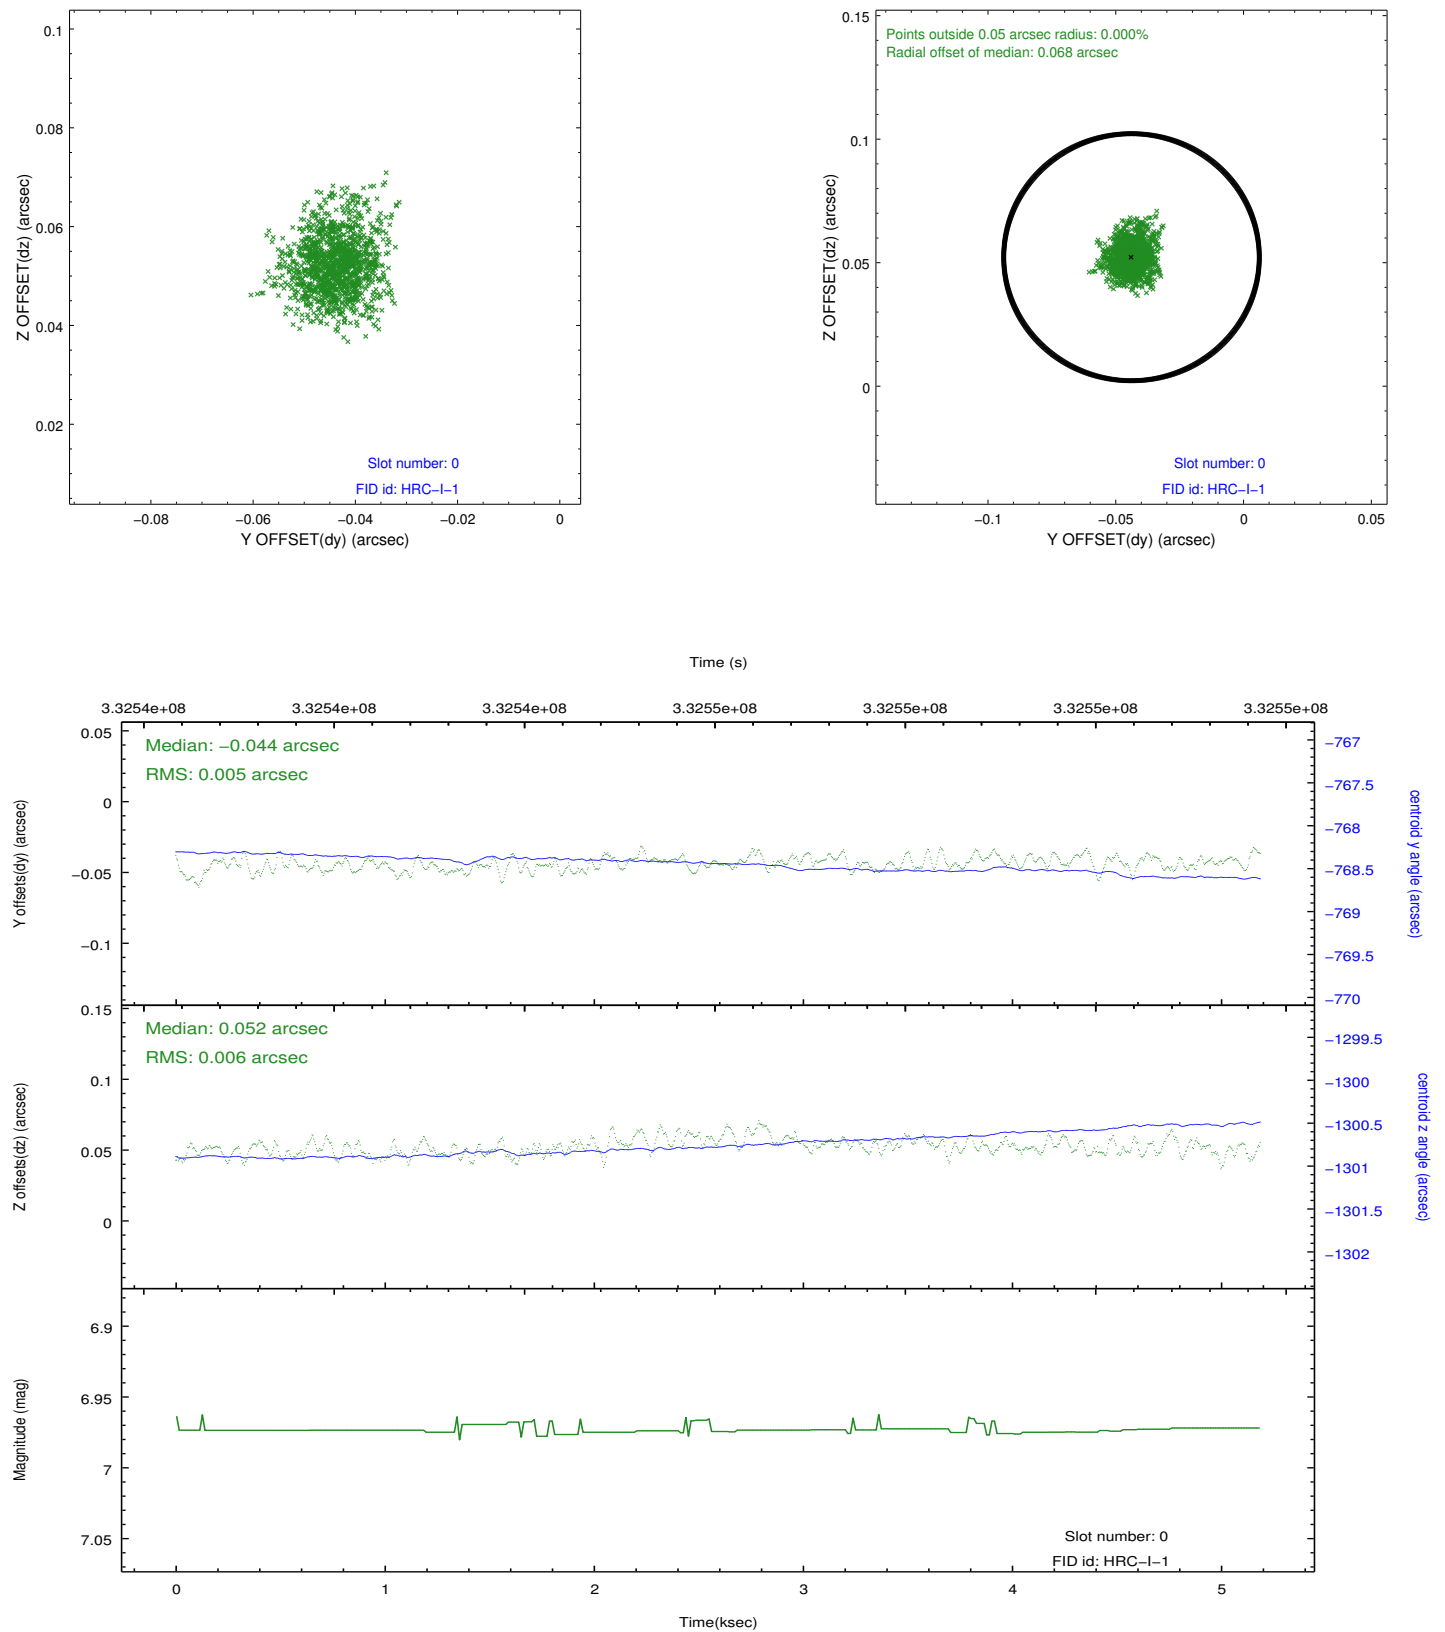 0.1
0.08
0.06
0.04
0.02
Z OFFSET(dz) (arcsec)
Slot number: 0
FID id: HRC−I−1
−0.08 −0.06 −0.04 −0.02 0
Y OFFSET(dy) (arcsec)
0.15
0.1
0.05
0
Z OFFSET(dz) (arcsec)
Points outside 0.05 arcsec radius: 0.000%
Radial offset of median: 0.068 arcsec
Slot number: 0
FID id: HRC−I−1
−0.1 −0.05 0 0.05
Y OFFSET(dy) (arcsec)
Time (s)
3.3254e+08 3.3254e+08 3.3254e+08 3.3255e+08 3.3255e+08 3.3255e+08 3.3255e+08
0.05
0
−0.05
−0.1
Y offsets(dy) (arcsec)
Median: −0.044 arcsec
RMS: 0.005 arcsec
−767
−767.5
−768
−768.5
−769
−769.5
−770
centroid y angle (arcsec)
0.15
0.1
0.05
0
Z offsets(dz) (arcsec)
Median: 0.052 arcsec
RMS: 0.006 arcsec
−1299.5
−1300
−1300.5
−1301
−1301.5
−1302
centroid z angle (arcsec)
6.9
6.95
7
7.05
Magnitude (mag)
Slot number: 0
FID id: HRC−I−1
0 1 2 3 4 5
Time(ksec)